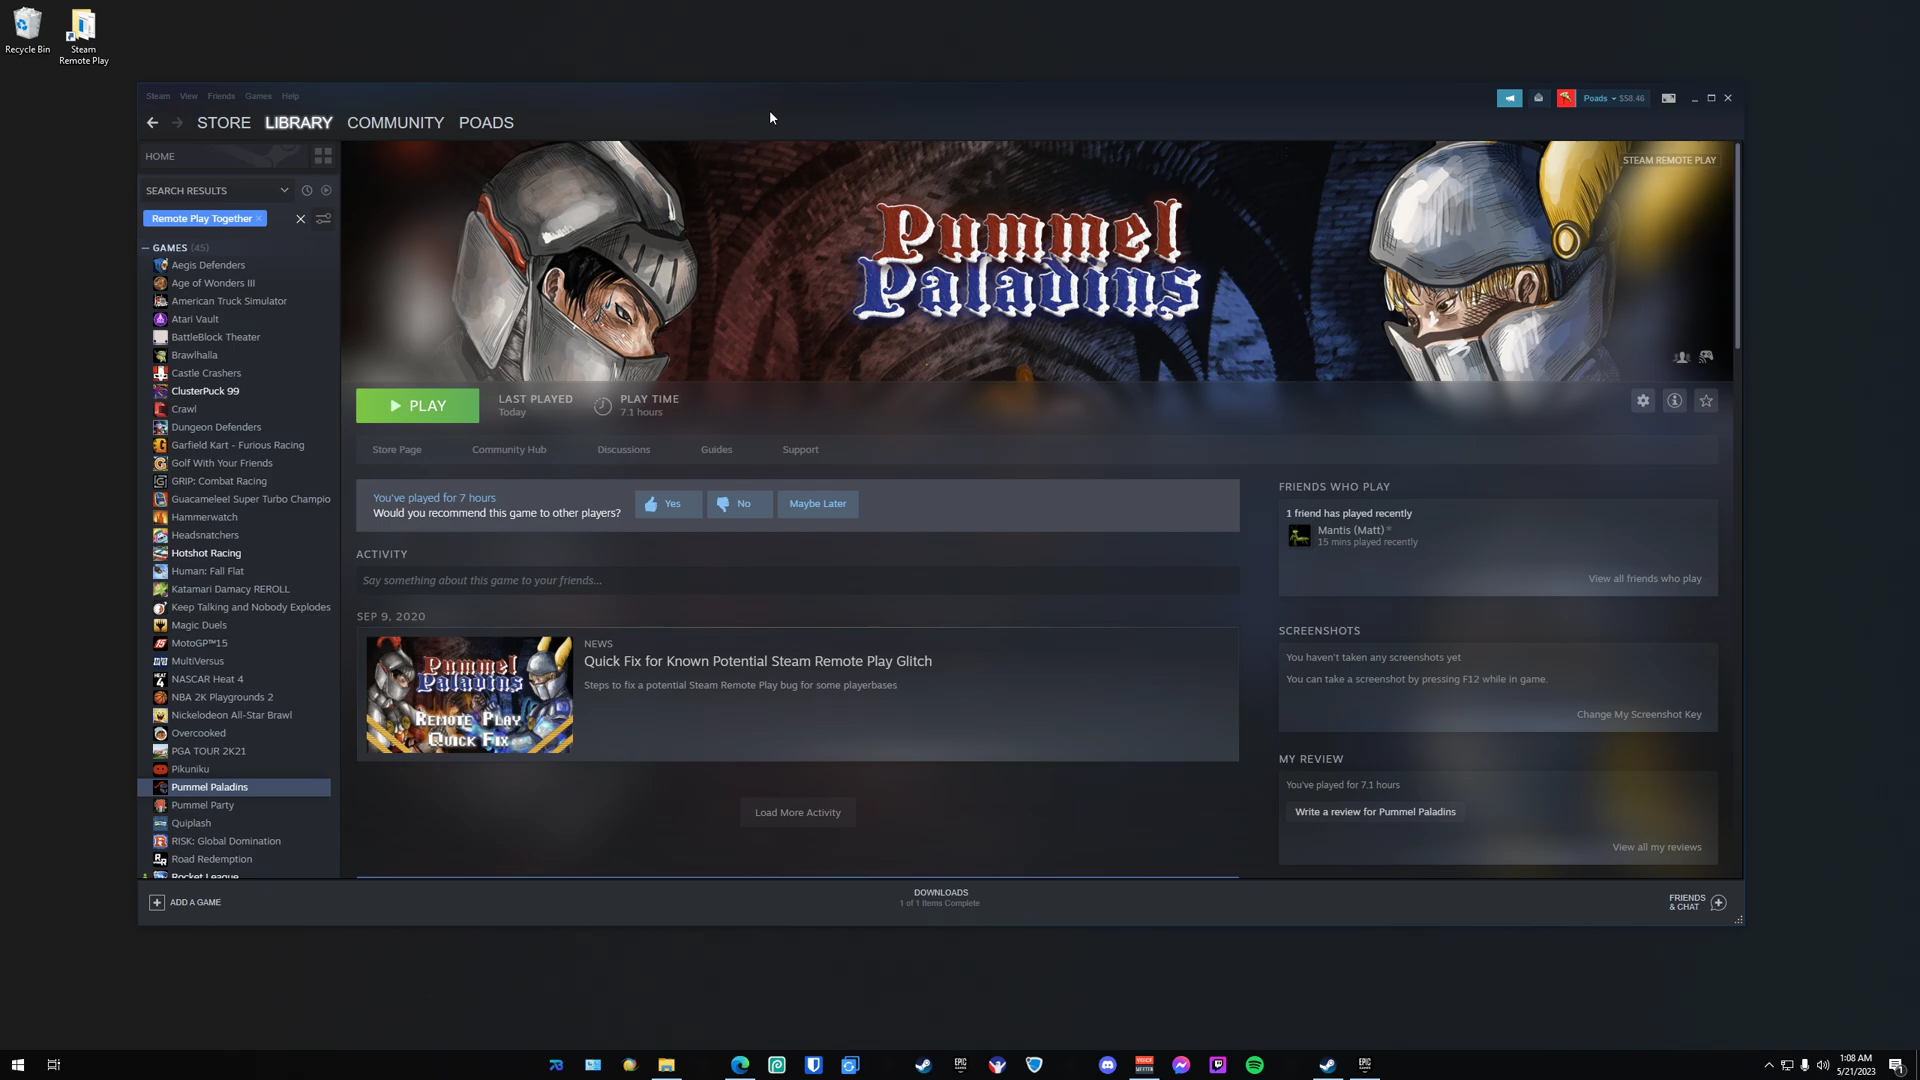 Recycle Bin
Steam
Remote Play
Steam View Friends Games Help
Poads $58.46
STORE LIBRARY COMMUNITY POADS
HOME
SEARCH RESULTS
Remote Play Together
GAMES (45)
Aegis Defenders
Age of Wonders III
American Truck Simulator
Atari Vault
BattleBlock Theater
Brawlhalla
Castle Crashers
ClusterPuck 99
Crawl
Dungeon Defenders
Garfield Kart - Furious Racing
Golf With Your Friends
GRIP: Combat Racing
Guacamelee! Super Turbo Champio
Hammerwatch
Headsnatchers
Hotshot Racing
Human: Fall Flat
Katamari Damacy REROLL
Keep Talking and Nobody Explodes
Magic Duels
MotoGP™15
MultiVersus
NASCAR Heat 4
NBA 2K Playgrounds 2
Nickelodeon All-Star Brawl
Overcooked
PGA TOUR 2K21
Pikuniku
Pummel Paladins
Pummel Party
Quiplash
RISK: Global Domination
Road Redemption
Rocket League
STEAM REMOTE PLAY
Pummel
Paladins
PLAY
LAST PLAYED
Today
PLAY TIME
7.1 hours
Store Page Community Hub Discussions Guides Support
You've played for 7 hours
Would you recommend this game to other players?
Yes No Maybe Later
ACTIVITY
Say something about this game to your friends...
SEP 9, 2020
Pummel
Paladins
Remote Play
Quick Fix
NEWS
Quick Fix for Known Potential Steam Remote Play Glitch
Steps to fix a potential Steam Remote Play bug for some playerbases
Load More Activity
FRIENDS WHO PLAY
1 friend has played recently
Mantis (Matt)*
15 mins played recently
View all friends who play
SCREENSHOTS
You haven't taken any screenshots yet
You can take a screenshot by pressing F12 while in game.
Change My Screenshot Key
MY REVIEW
You've played for 7.1 hours
Write a review for Pummel Paladins
View all my reviews
ADD A GAME
DOWNLOADS
1 of 1 Items Complete
FRIENDS
& CHAT
1:08 AM
5/21/2023